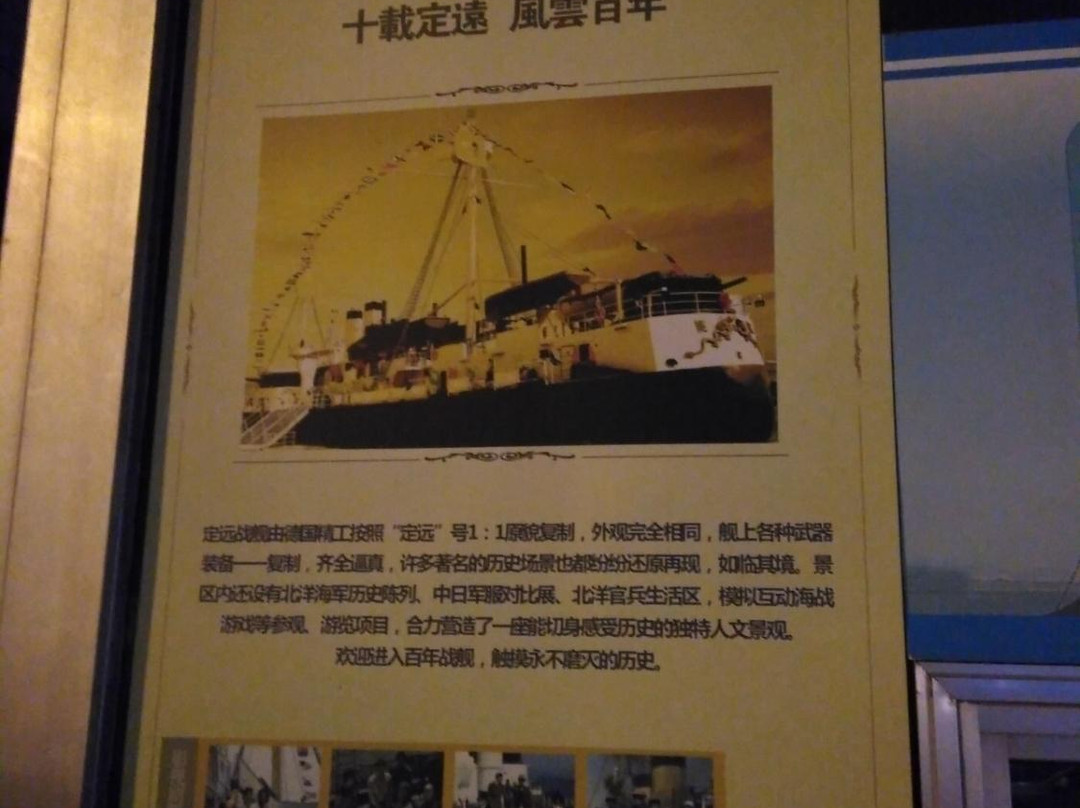 十載定遠 風雲百年
定远战舰由德国精工按照“定远”号1：1原貌复制，外观完全相同，舰上各种武器
装备一一复制，齐全逼真，许多著名的历史场景也都纷纷还原再现，如临其境。景
区内还设有北洋海军历史陈列、中日军服对比展、北洋官兵生活区，模拟互动海战
游戏等参观、游览项目，合力营造了一座能切身感受历史的独特人文景观。
欢迎进入百年战舰，触摸永不磨灭的历史。